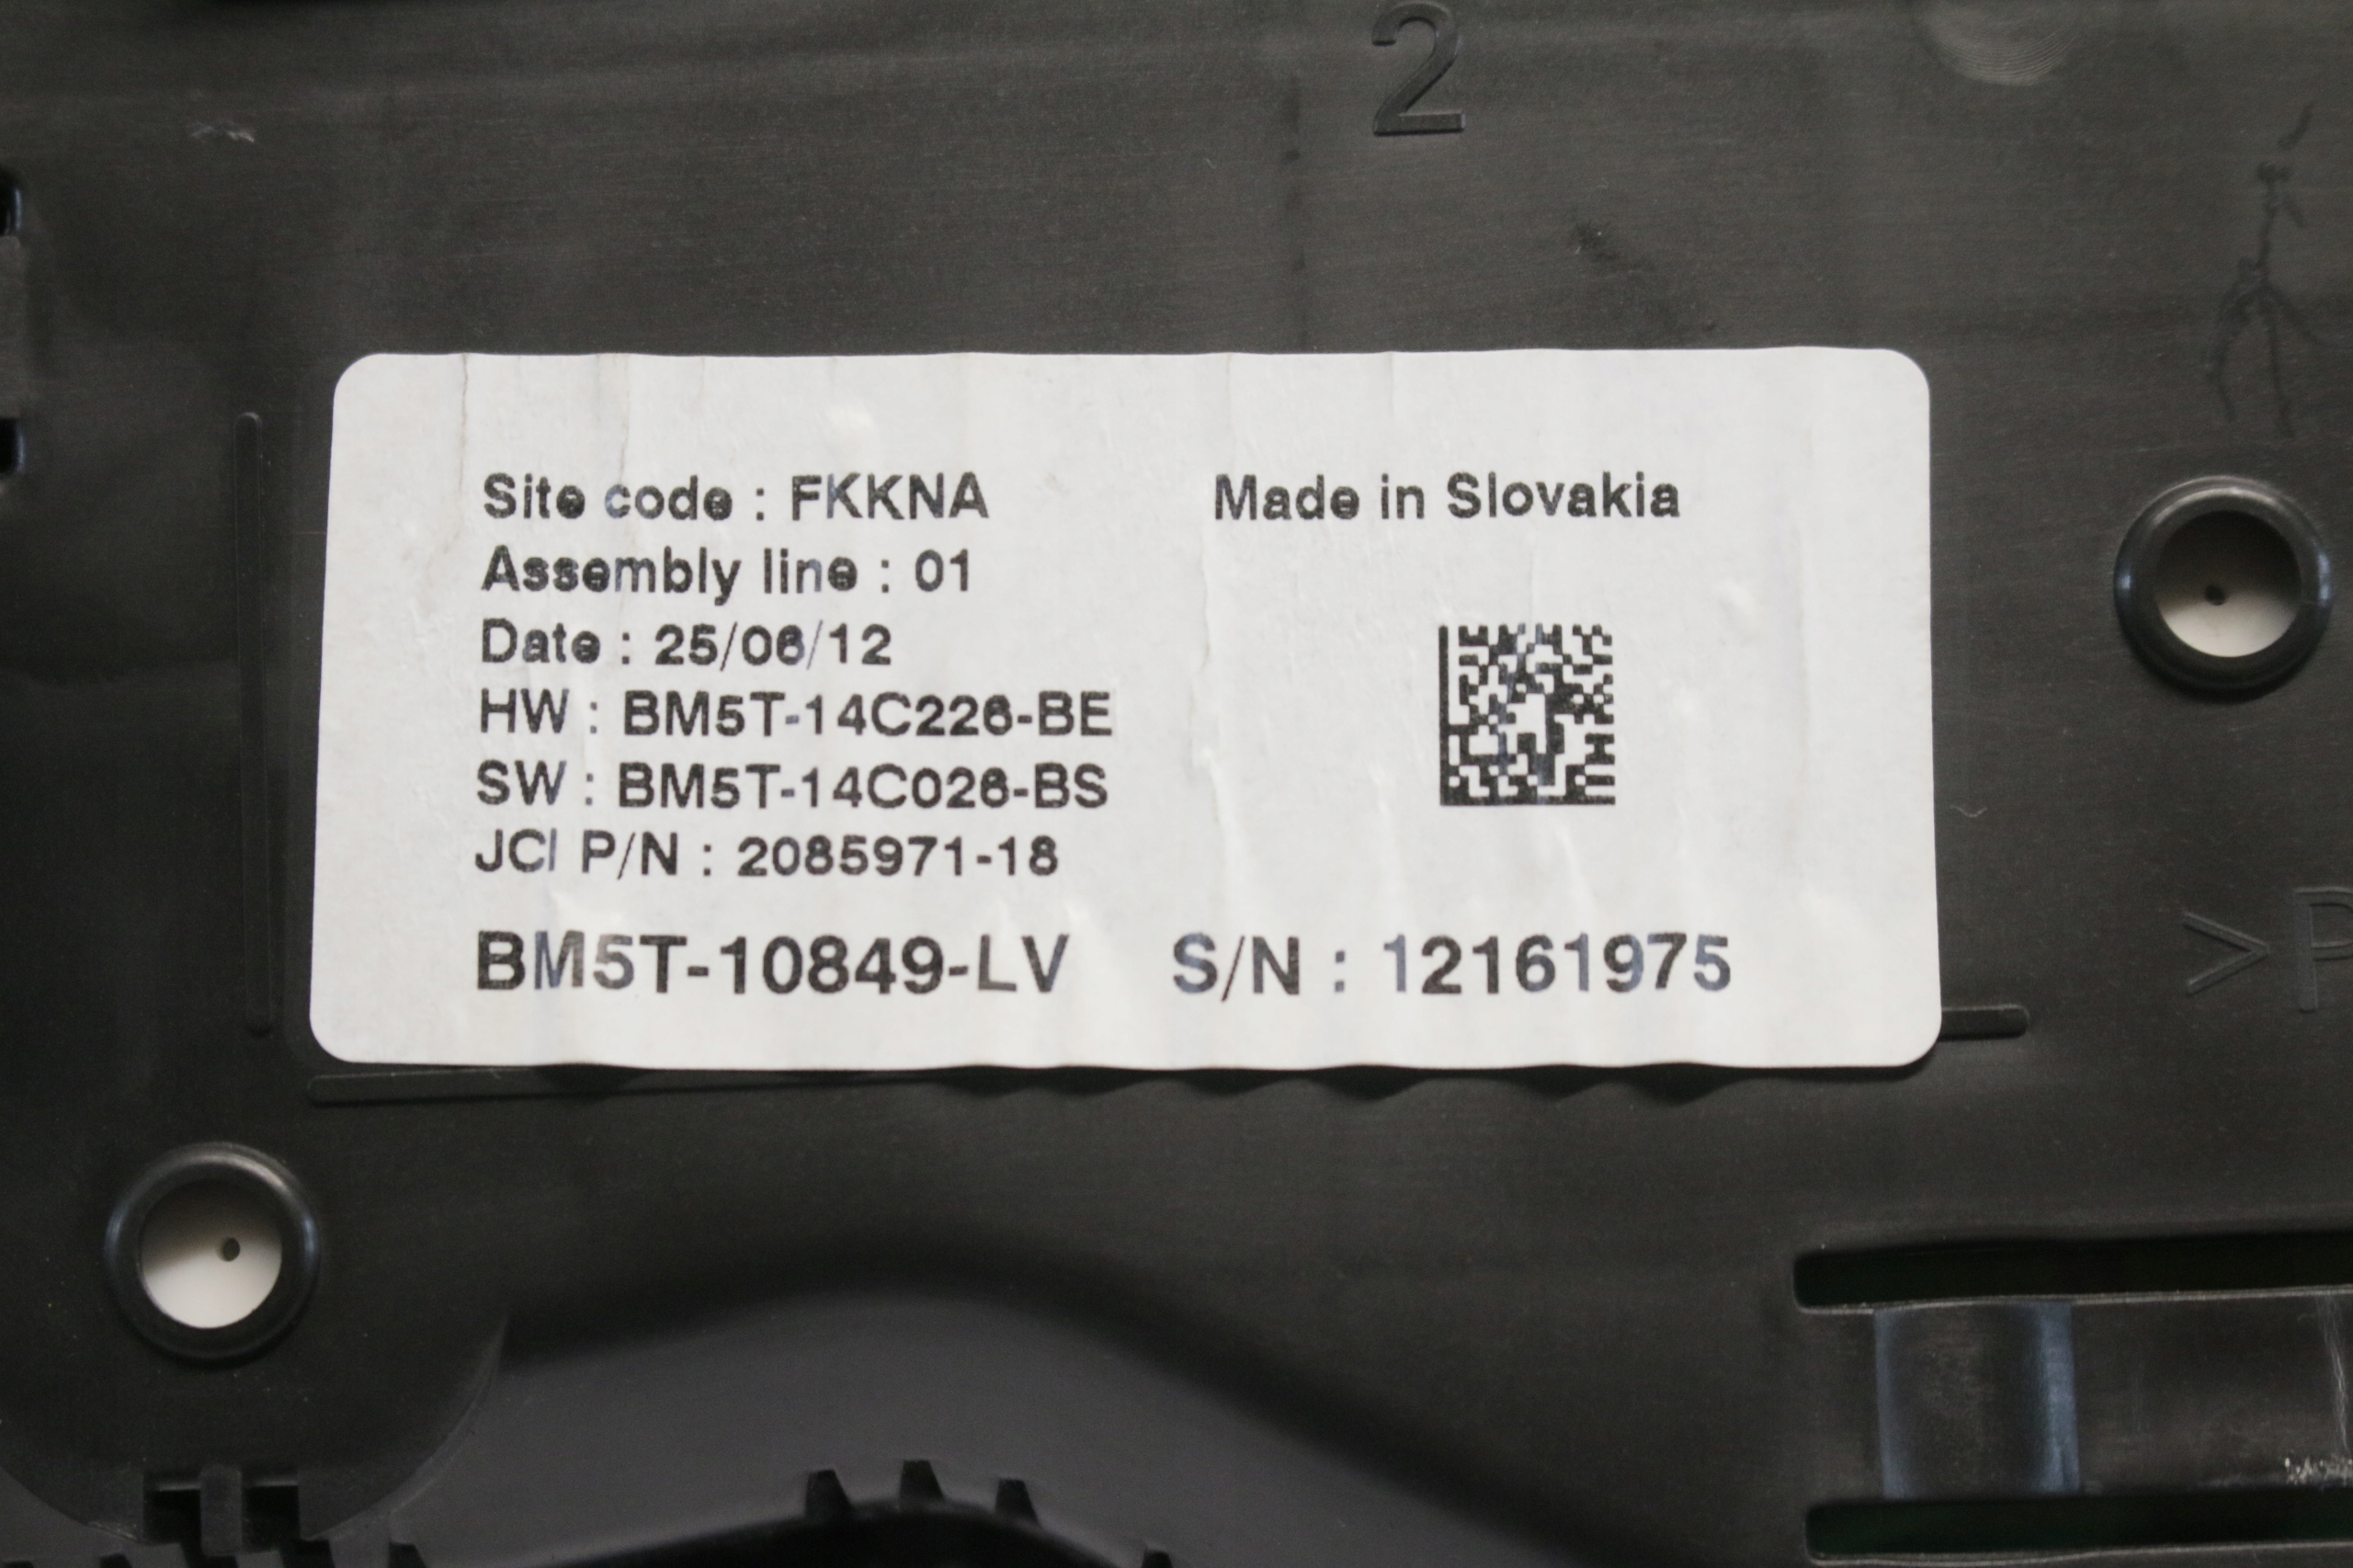 2
Site code : FKKNA
Made in Slovakia
Assembly line : 01
Date : 25/06/12
HW : BM5T-14C226-BE
SW : BM5T-14C026-BS
JCI P/N : 2085971-18
BM5T-10849-LV S/N : 12161975
>P